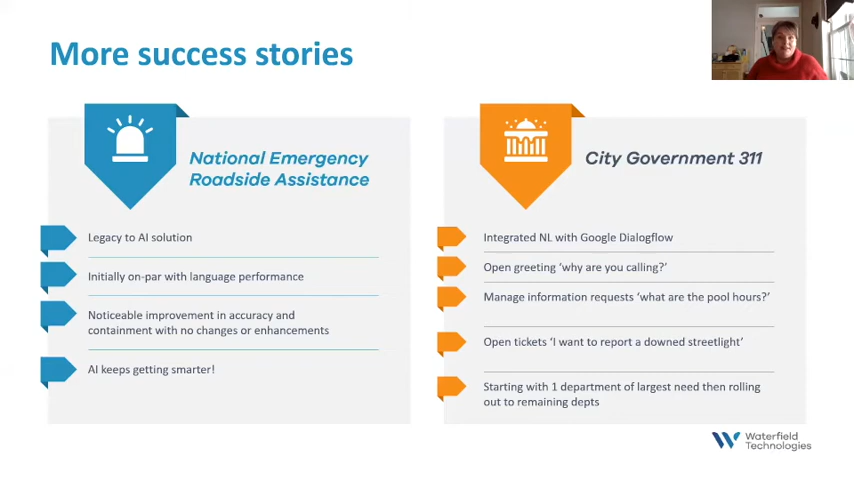 More success stories
National Emergency
Roadside Assistance
Legacy to AI solution
Initially on-par with language performance
Noticeable improvement in accuracy and
containment with no changes or enhancements
AI keeps getting smarter!
City Government 311
Integrated NL with Google Dialogflow
Open greeting ‘why are you calling?’
Manage information requests ‘what are the pool hours?’
Open tickets ‘I want to report a downed streetlight’
Starting with 1 department of largest need then rolling
out to remaining depts
Waterfield
Technologies